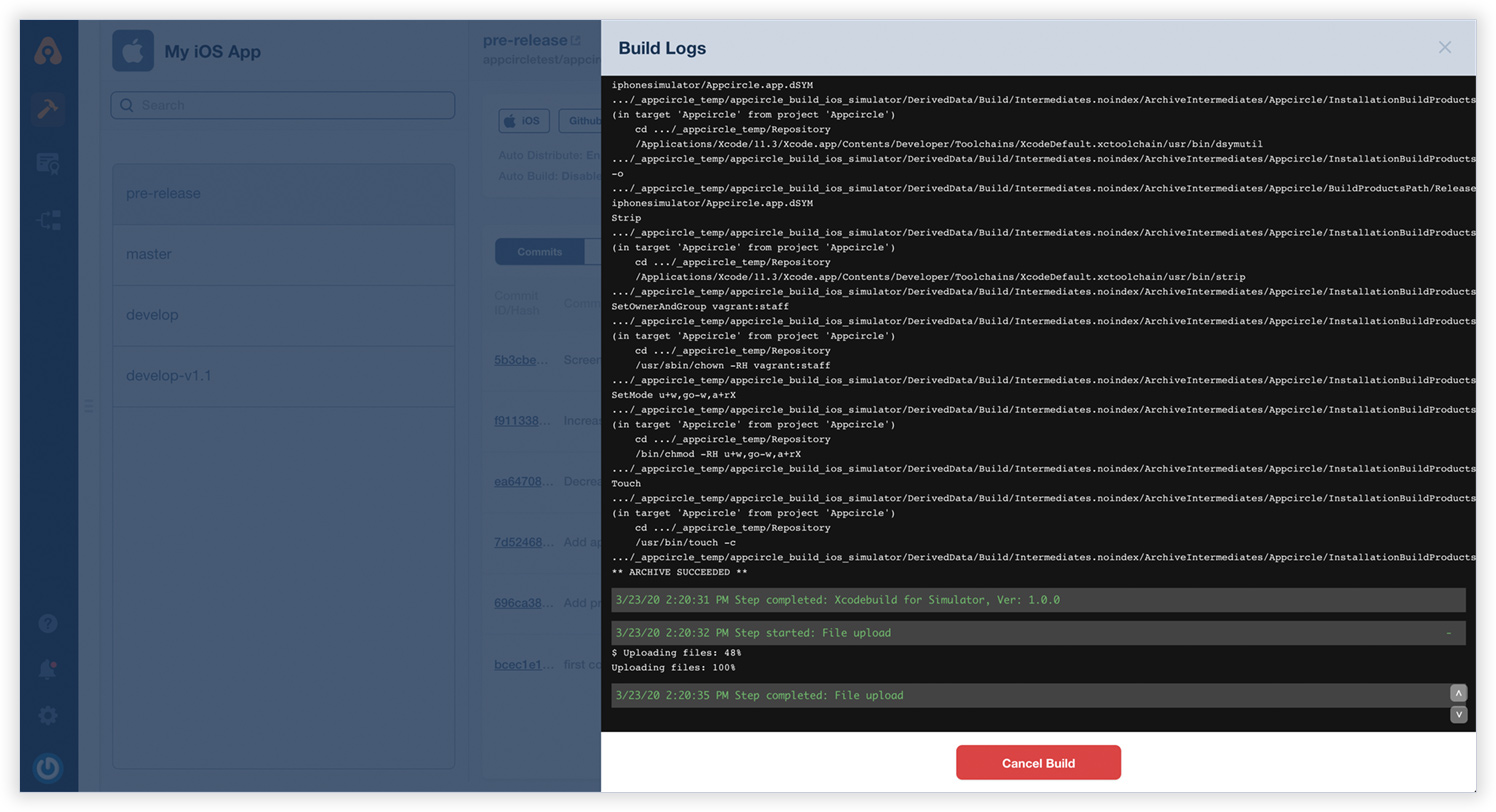 My iOS App
Search
pre-release
master
develop
develop-v1.1
pre-release
appcircletest/appcir
iOS
Github
Auto Distribute: En
Auto Build: Disable
Commits
Commit
ID/Hash
Comm
5b3cbe... Screen
f911338... Increa
ea64708... Decrea
7d52468... Add ap
696ca38... Add pr
bcec1e1... first co
Build Logs
iphonesimulator/Appcircle.app.dSYM
.../_appcircle_temp/appcircle_build_ios_simulator/DerivedData/Build/Intermediates.noindex/ArchiveIntermediates/Appcircle/InstallationBuildProducts
(in target 'Appcircle' from project 'Appcircle')
cd .../_appcircle_temp/Repository
/Applications/Xcode/11.3/Xcode.app/Contents/Developer/Toolchains/XcodeDefault.xctoolchain/usr/bin/dsymutil
.../_appcircle_temp/appcircle_build_ios_simulator/DerivedData/Build/Intermediates.noindex/ArchiveIntermediates/Appcircle/InstallationBuildProducts
-o
.../_appcircle_temp/appcircle_build_ios_simulator/DerivedData/Build/Intermediates.noindex/ArchiveIntermediates/Appcircle/BuildProductsPath/Release
iphonesimulator/Appcircle.app.dSYM
Strip
.../_appcircle_temp/appcircle_build_ios_simulator/DerivedData/Build/Intermediates.noindex/ArchiveIntermediates/Appcircle/InstallationBuildProducts
(in target 'Appcircle' from project 'Appcircle')
cd .../_appcircle_temp/Repository
/Applications/Xcode/11.3/Xcode.app/Contents/Developer/Toolchains/XcodeDefault.xctoolchain/usr/bin/strip
.../_appcircle_temp/appcircle_build_ios_simulator/DerivedData/Build/Intermediates.noindex/ArchiveIntermediates/Appcircle/InstallationBuildProducts
SetOwnerAndGroup vagrant:staff
.../_appcircle_temp/appcircle_build_ios_simulator/DerivedData/Build/Intermediates.noindex/ArchiveIntermediates/Appcircle/InstallationBuildProducts
(in target 'Appcircle' from project 'Appcircle')
cd .../_appcircle_temp/Repository
/usr/sbin/chown -RH vagrant:staff
.../_appcircle_temp/appcircle_build_ios_simulator/DerivedData/Build/Intermediates.noindex/ArchiveIntermediates/Appcircle/InstallationBuildProducts
SetMode u+w,go-w,a+rX
.../_appcircle_temp/appcircle_build_ios_simulator/DerivedData/Build/Intermediates.noindex/ArchiveIntermediates/Appcircle/InstallationBuildProducts
(in target 'Appcircle' from project 'Appcircle')
cd .../_appcircle_temp/Repository
/bin/chmod -RH u+w,go-w,a+rX
.../_appcircle_temp/appcircle_build_ios_simulator/DerivedData/Build/Intermediates.noindex/ArchiveIntermediates/Appcircle/InstallationBuildProducts
Touch
.../_appcircle_temp/appcircle_build_ios_simulator/DerivedData/Build/Intermediates.noindex/ArchiveIntermediates/Appcircle/InstallationBuildProducts
(in target 'Appcircle' from project 'Appcircle')
cd .../_appcircle_temp/Repository
/usr/bin/touch -c
.../_appcircle_temp/appcircle_build_ios_simulator/DerivedData/Build/Intermediates.noindex/ArchiveIntermediates/Appcircle/InstallationBuildProducts
** ARCHIVE SUCCEEDED **
3/23/20 2:20:31 PM Step completed: Xcodebuild for Simulator, Ver: 1.0.0
3/23/20 2:20:32 PM Step started: File upload -
$ Uploading files: 48%
Uploading files: 100%
3/23/20 2:20:35 PM Step completed: File upload
Cancel Build